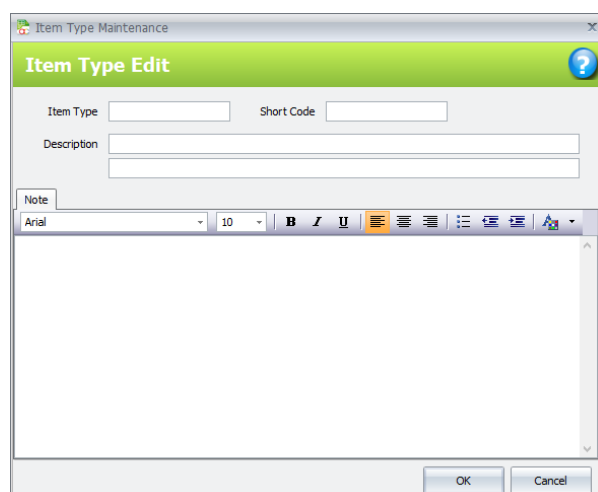 Item Type Maintenance
Item Type Edit
Item Type Short Code
Description
Note
Arial 10 B I U
OK Cancel